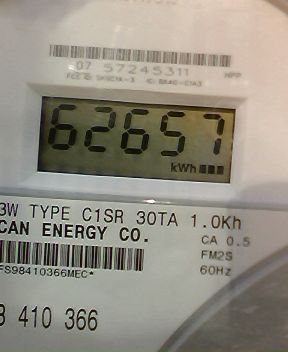 07 57245311
HPP
62657
kWh
3W TYPE C1SR 30TA 1.0Kh
CAN ENERGY CO.
CA 0.5
FM2S
60Hz
FS98410366MEC*
410 366